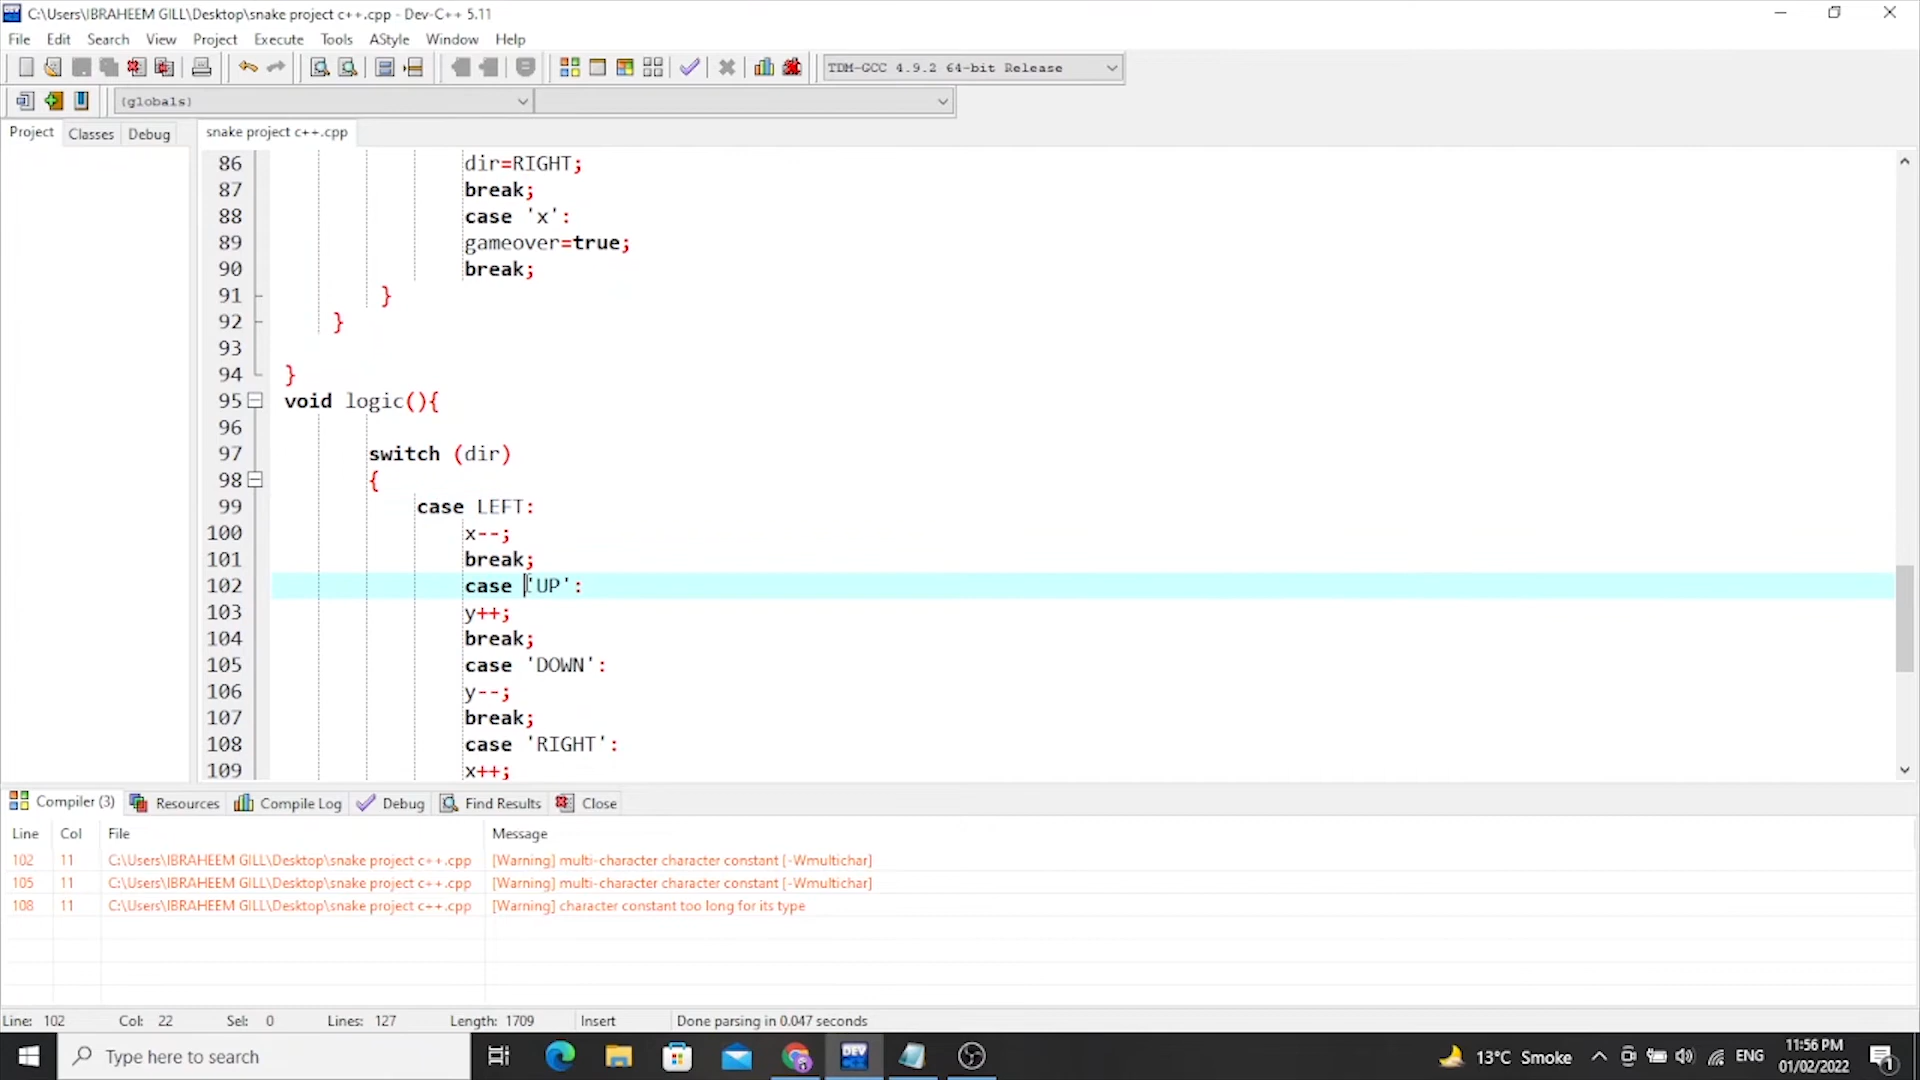 C:\Users\IBRAHEEM GILL\Desktop\snake project c++.cpp - Dev-C++ 5.11
File Edit Search View Project Execute Tools AStyle Window Help
TDM-GCC 4.9.2 64-bit Release
(globals)
Project Classes Debug snake project c++.cpp
86 dir=RIGHT;
87 break;
88 case 'x':
89 gameover=true;
90 break;
91 }
92 }
93
94 }
95 void logic(){
96
97 switch (dir)
98 {
99 case LEFT:
100 x--;
101 break;
102 case 'UP':
103 y++;
104 break;
105 case 'DOWN':
106 y--;
107 break;
108 case 'RIGHT':
109 x++;
Compiler (3) Resources Compile Log Debug Find Results Close
Line Col File Message
102 11 C:\Users\IBRAHEEM GILL\Desktop\snake project c++.cpp [Warning] multi-character character constant [-Wmultichar]
105 11 C:\Users\IBRAHEEM GILL\Desktop\snake project c++.cpp [Warning] multi-character character constant [-Wmultichar]
108 11 C:\Users\IBRAHEEM GILL\Desktop\snake project c++.cpp [Warning] character constant too long for its type
Line: 102 Col: 22 Sel: 0 Lines: 127 Length: 1709 Insert Done parsing in 0.047 seconds
Type here to search DEV 13°C Smoke ENG 11:56 PM
01/02/2022 1